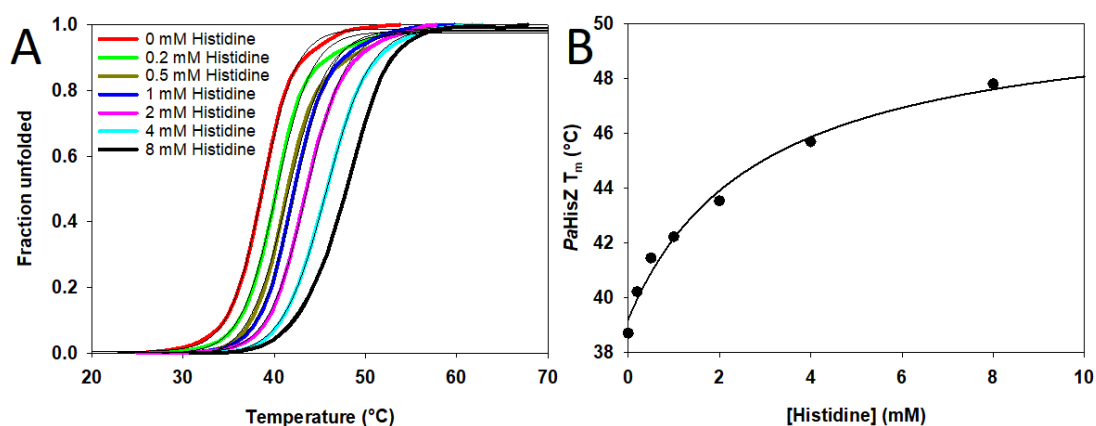 A
1.0
0.8
0.6
0.4
0.2
0.0
Fraction unfolded
0 mM Histidine
0.2 mM Histidine
0.5 mM Histidine
1 mM Histidine
2 mM Histidine
4 mM Histidine
8 mM Histidine
20 30 40 50 60 70
Temperature (°C)
B
50
48
46
44
42
40
38
PaHisZ Tm (°C)
0 2 4 6 8 10
[Histidine] (mM)